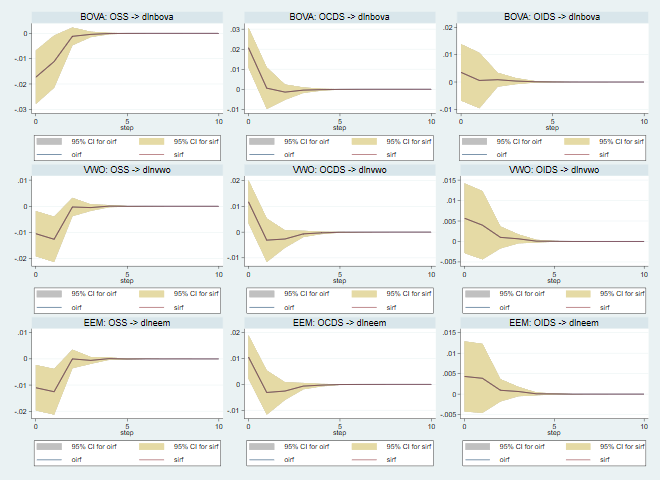 BOVA: OSS -> dlnbova
BOVA: OCDS -> dlnbova
BOVA: OIDS -> dlnbova
0
-.01
-.02
-.03
.03
.02
.01
0
-.01
.02
.01
0
-.01
0 5 10
0 5 10
0 5 10
step
step
step
95% CI for oirf 95% CI for sirf
oirf sirf
95% CI for oirf 95% CI for sirf
oirf sirf
95% CI for oirf 95% CI for sirf
oirf sirf
VWO: OSS -> dlnvwo
VWO: OCDS -> dlnvwo
VWO: OIDS -> dlnvwo
.01
0
-.01
-.02
.02
.01
0
-.01
.015
.01
.005
0
-.005
0 5 10
0 5 10
0 5 10
step
step
step
95% CI for oirf 95% CI for sirf
oirf sirf
95% CI for oirf 95% CI for sirf
oirf sirf
95% CI for oirf 95% CI for sirf
oirf sirf
EEM: OSS -> dlneem
EEM: OCDS -> dlneem
EEM: OIDS -> dlneem
.01
0
-.01
-.02
.02
.01
0
-.01
.015
.01
.005
0
-.005
0 5 10
0 5 10
0 5 10
step
step
step
95% CI for oirf 95% CI for sirf
oirf sirf
95% CI for oirf 95% CI for sirf
oirf sirf
95% CI for oirf 95% CI for sirf
oirf sirf